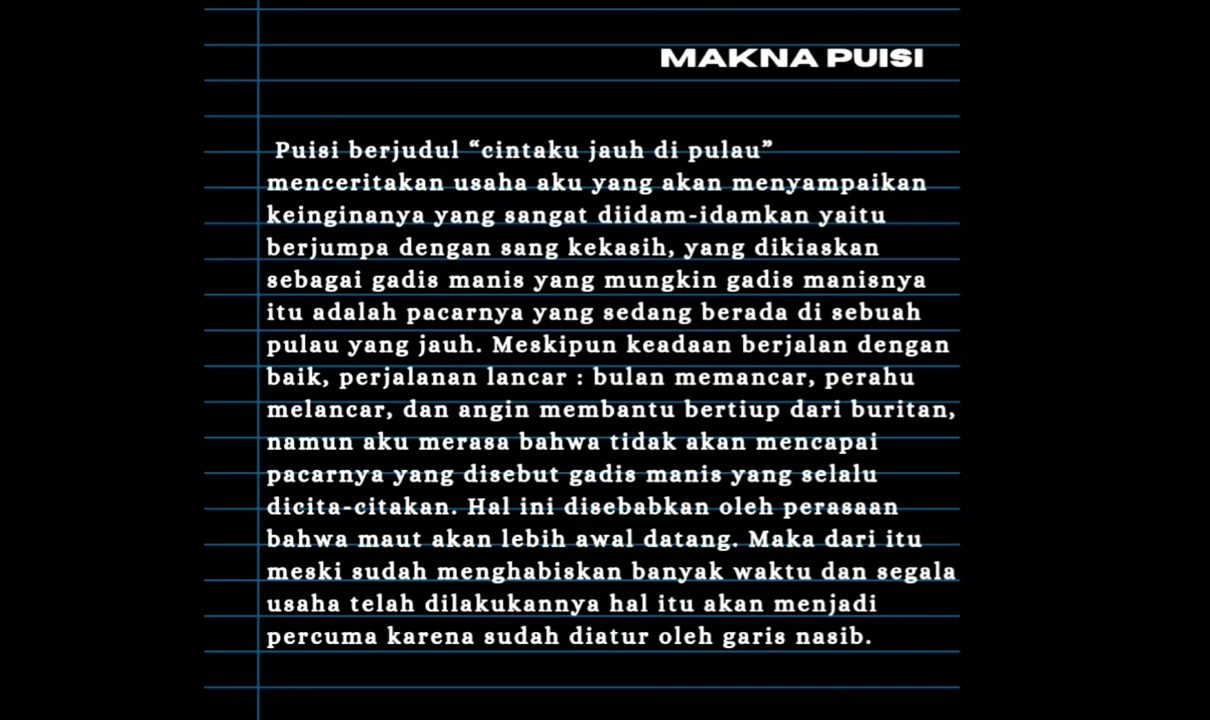 MAKNA PUISI
Puisi berjudul “cintaku jauh di pulau”
menceritakan usaha aku yang akan menyampaikan
keinginanya yang sangat diidam-idamkan yaitu
berjumpa dengan sang kekasih, yang dikiaskan
sebagai gadis manis yang mungkin gadis manisnya
itu adalah pacarnya yang sedang berada di sebuah
pulau yang jauh. Meskipun keadaan berjalan dengan
baik, perjalanan lancar : bulan memancar, perahu
melancar, dan angin membantu bertiup dari buritan,
namun aku merasa bahwa tidak akan mencapai
pacarnya yang disebut gadis manis yang selalu
dicita-citakan. Hal ini disebabkan oleh perasaan
bahwa maut akan lebih awal datang. Maka dari itu
meski sudah menghabiskan banyak waktu dan segala
usaha telah dilakukannya hal itu akan menjadi
percuma karena sudah diatur oleh garis nasib.